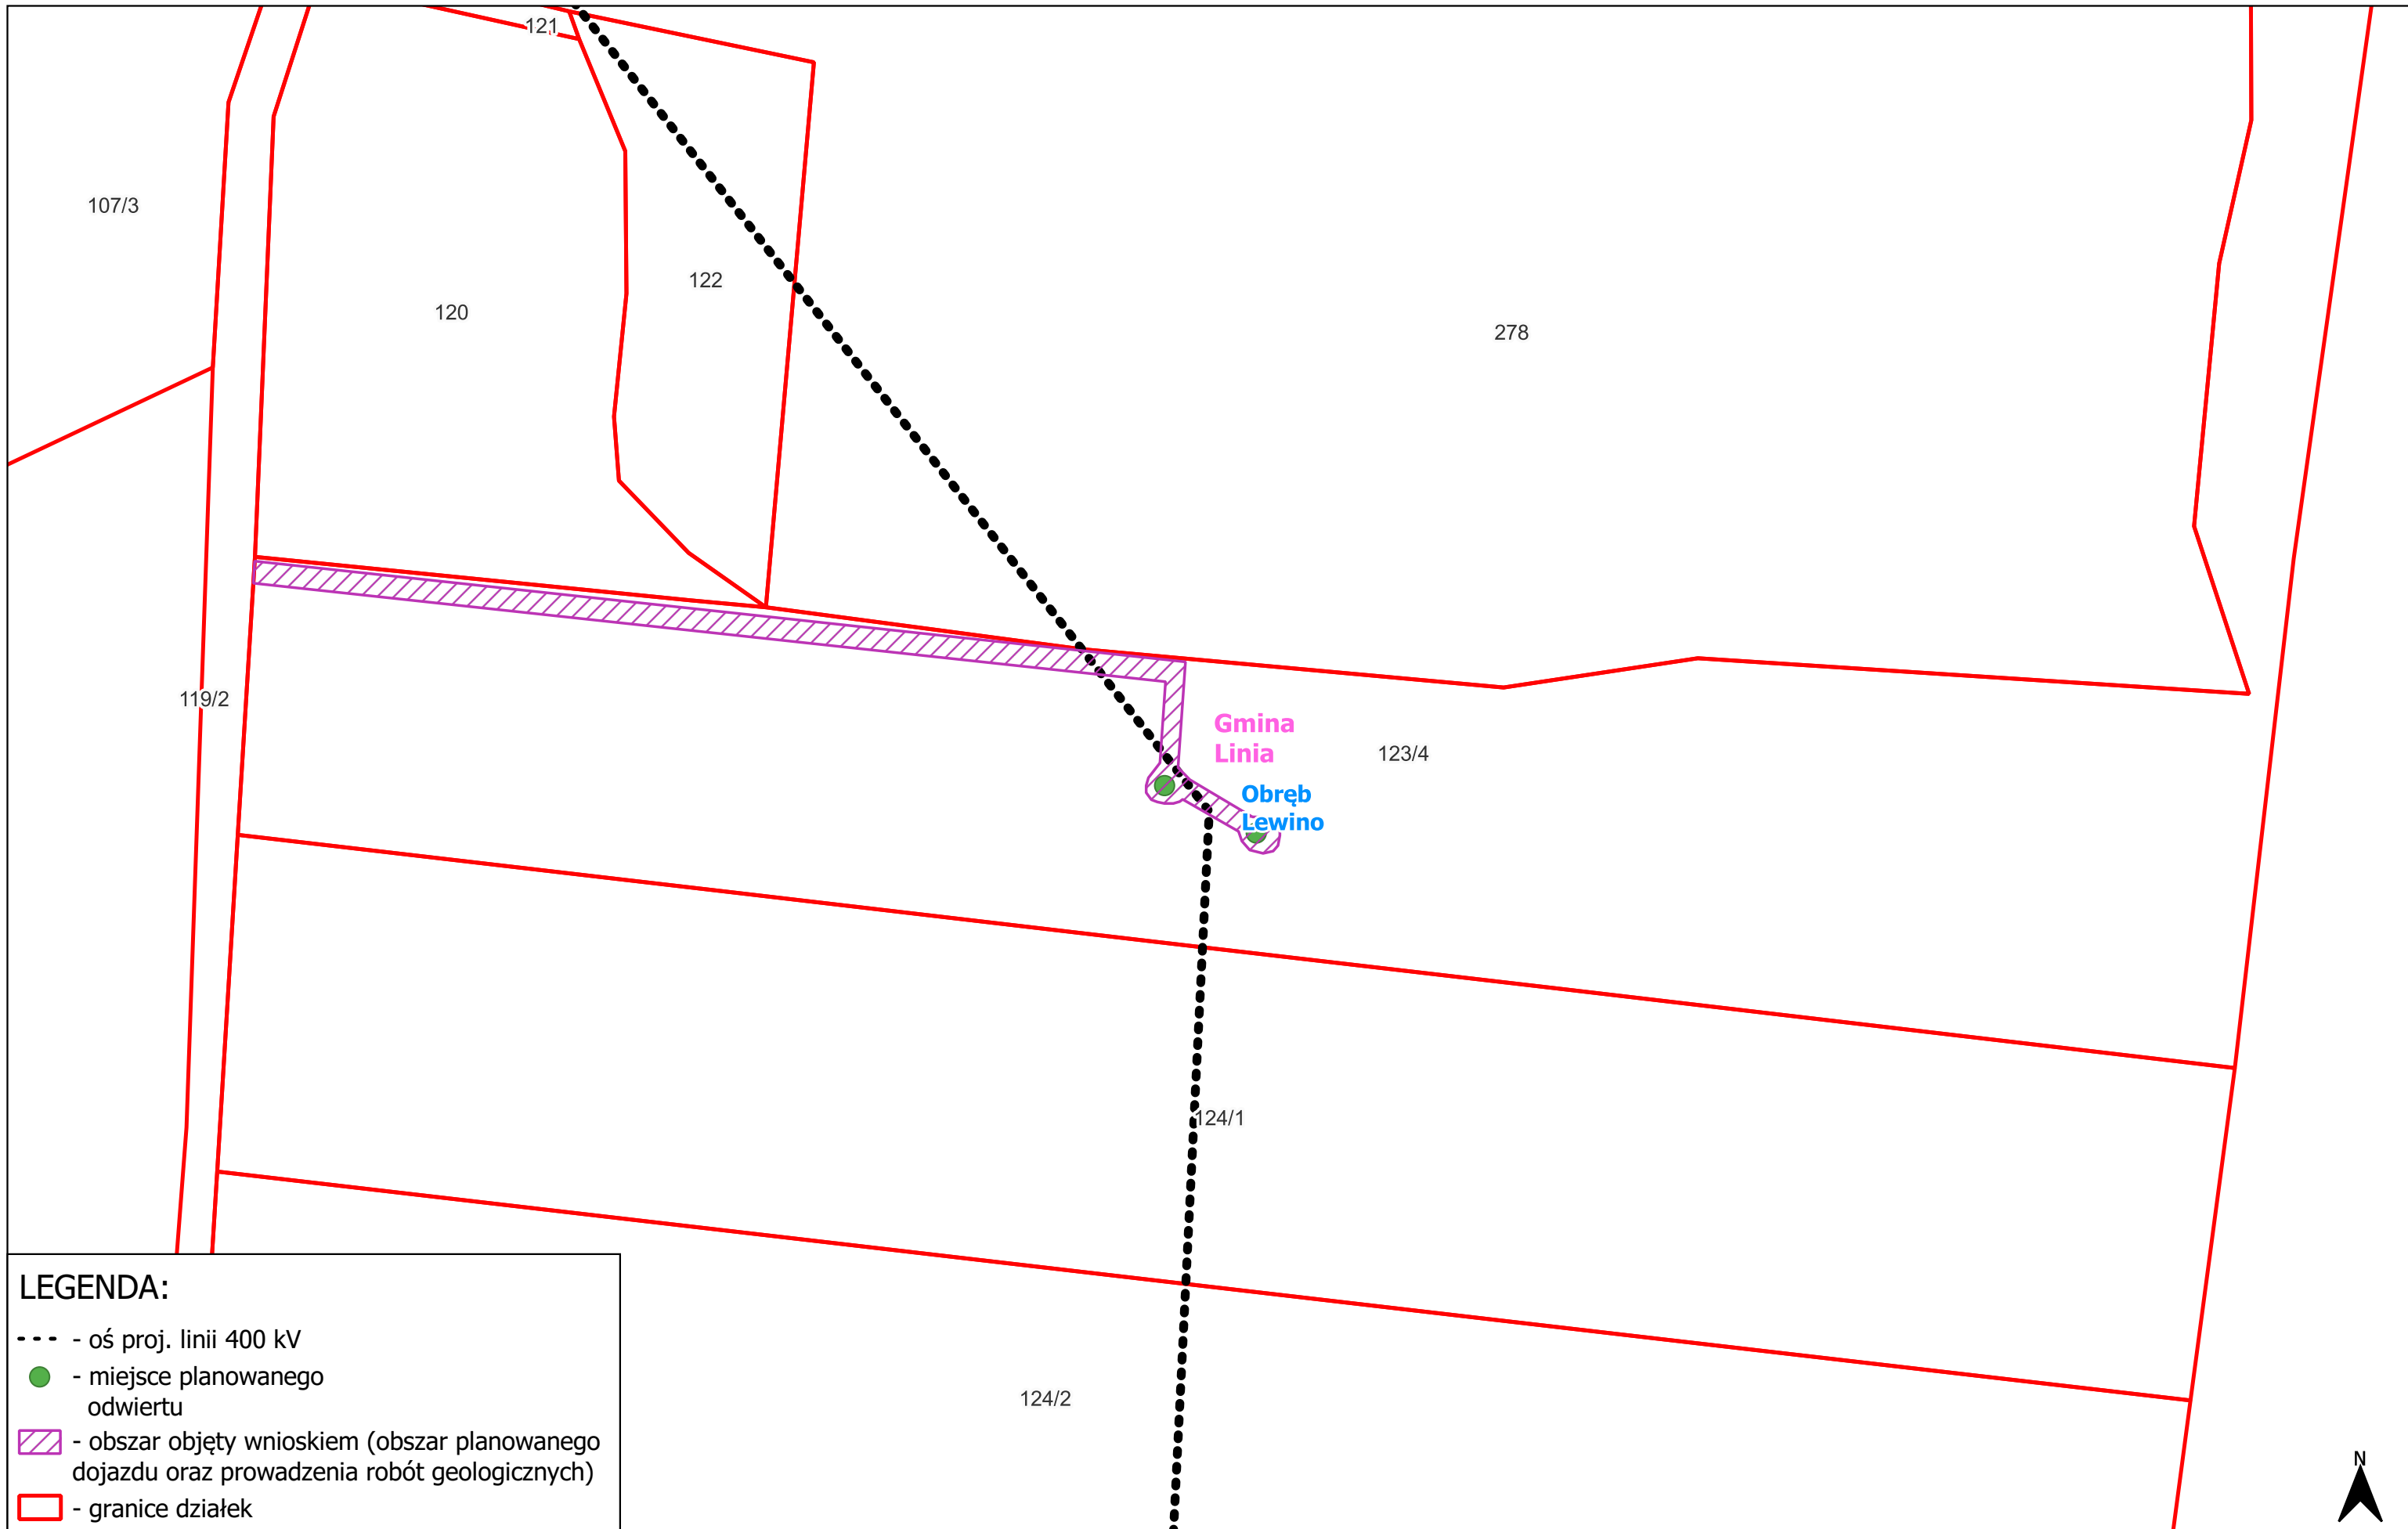 121
107/3
122
120
278
119/2
Gmina
Linia
123/4
Obręb
Lewino
124/1
124/2
LEGENDA:
- oś proj. linii 400 kV
- miejsce planowanego
odwiertu
- obszar objęty wnioskiem (obszar planowanego
dojazdu oraz prowadzenia robót geologicznych)
- granice działek
N